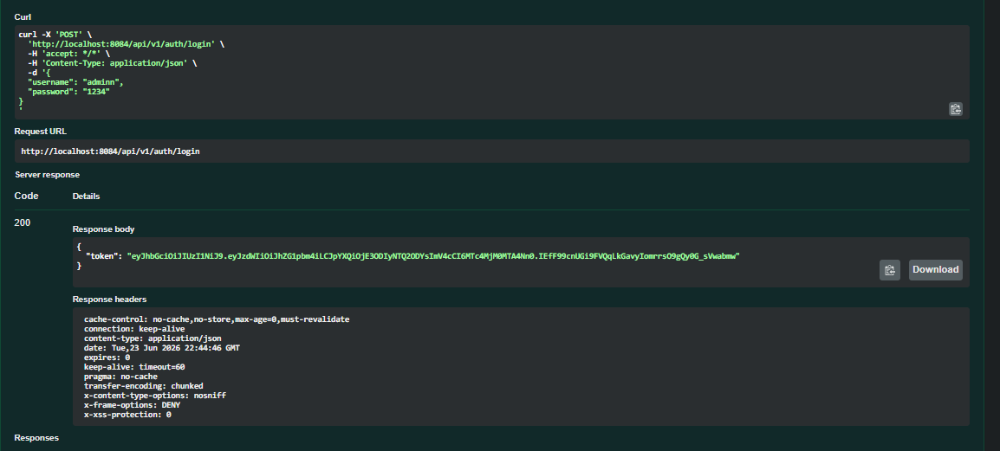 Curl
curl -X 'POST' \
'http://localhost:8084/api/v1/auth/login' \
-H 'accept: */*' \
-H 'Content-Type: application/json' \
-d '{
"username": "adminn",
"password": "1234"
}
'
Request URL
http://localhost:8084/api/v1/auth/login
Server response
Code Details
200
Response body
{
"token": "eyJhbGciOiJIUzI1NiJ9.eyJzdWIiOiJhZG1pbm4iLCJpYXQiOjE3ODIyNTQ2ODYsImV4cCI6MTc4MjM0MTA4Nn0.IEfF99cnUGi9FVQqLkGavyIomrrsO9gQy0G_sVwabmw"
}
Download
Response headers
cache-control: no-cache,no-store,max-age=0,must-revalidate
connection: keep-alive
content-type: application/json
date: Tue,23 Jun 2026 22:44:46 GMT
expires: 0
keep-alive: timeout=60
pragma: no-cache
transfer-encoding: chunked
x-content-type-options: nosniff
x-frame-options: DENY
x-xss-protection: 0
Responses